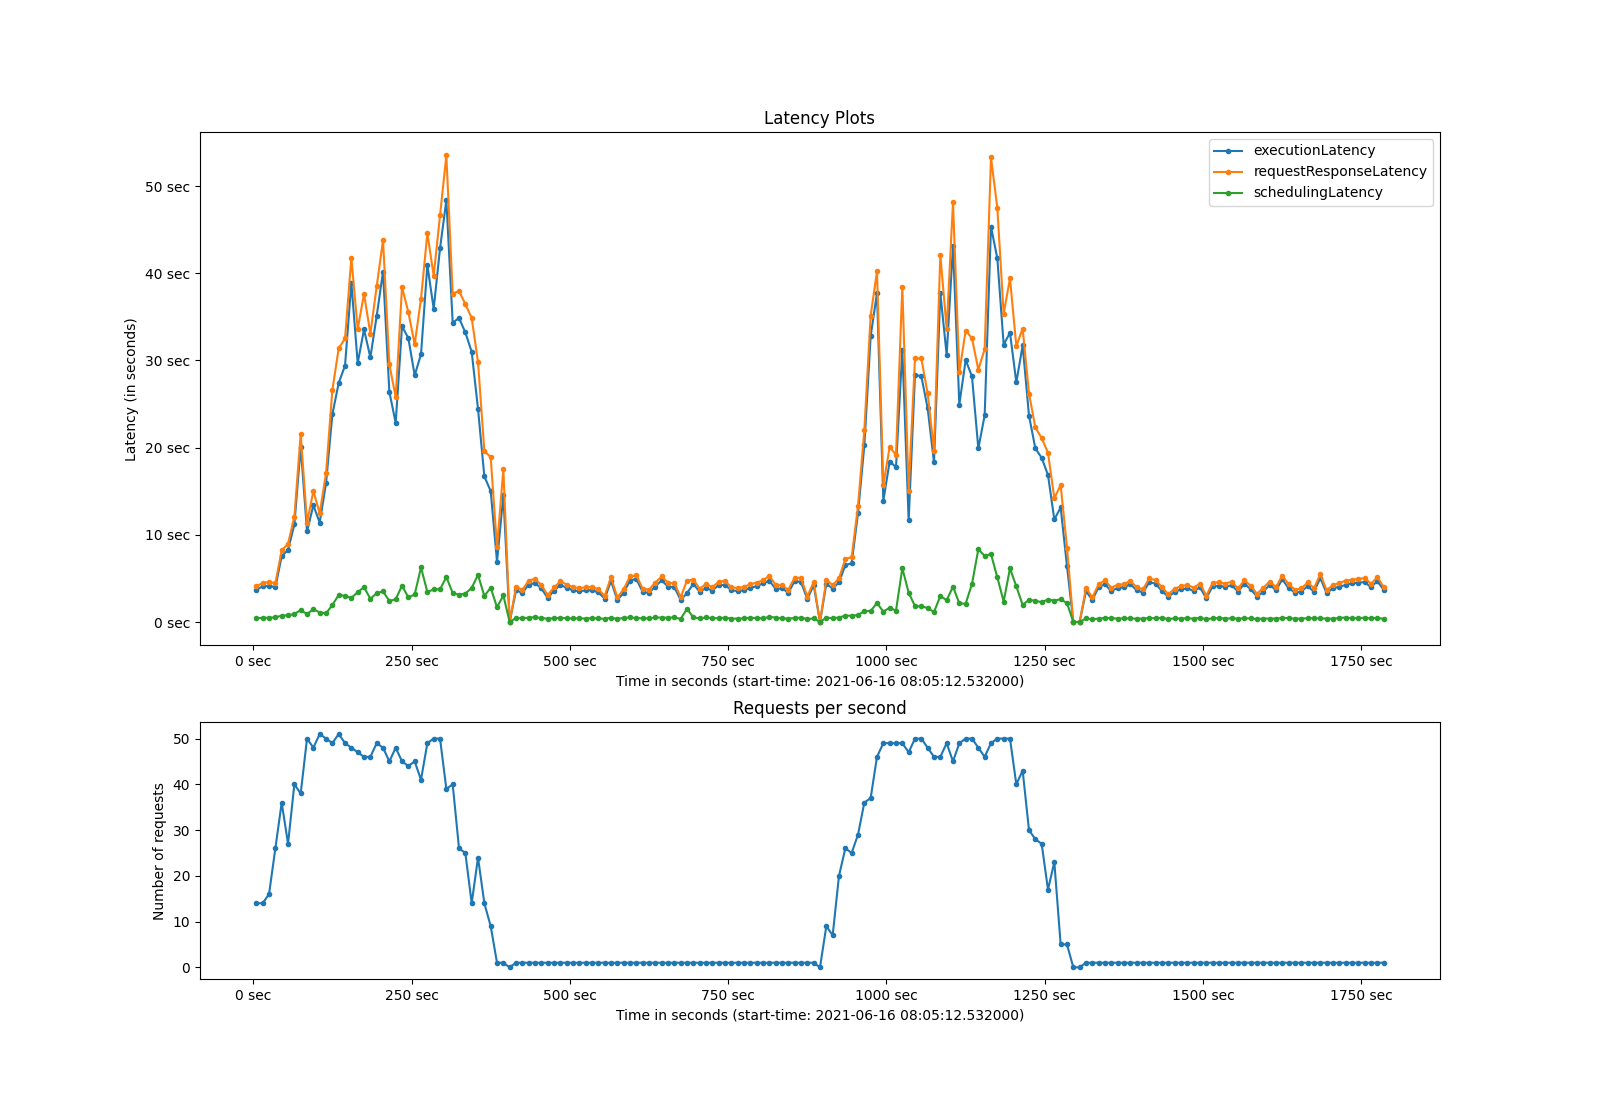 Latency Plots
executionLatency
requestResponseLatency
schedulingLatency
Latency (in seconds)
50 sec
40 sec
30 sec
20 sec
10 sec
0 sec
0 sec 250 sec 500 sec 750 sec 1000 sec 1250 sec 1500 sec 1750 sec
Time in seconds (start-time: 2021-06-16 08:05:12.532000)
Requests per second
Number of requests
50
40
30
20
10
0
0 sec 250 sec 500 sec 750 sec 1000 sec 1250 sec 1500 sec 1750 sec
Time in seconds (start-time: 2021-06-16 08:05:12.532000)